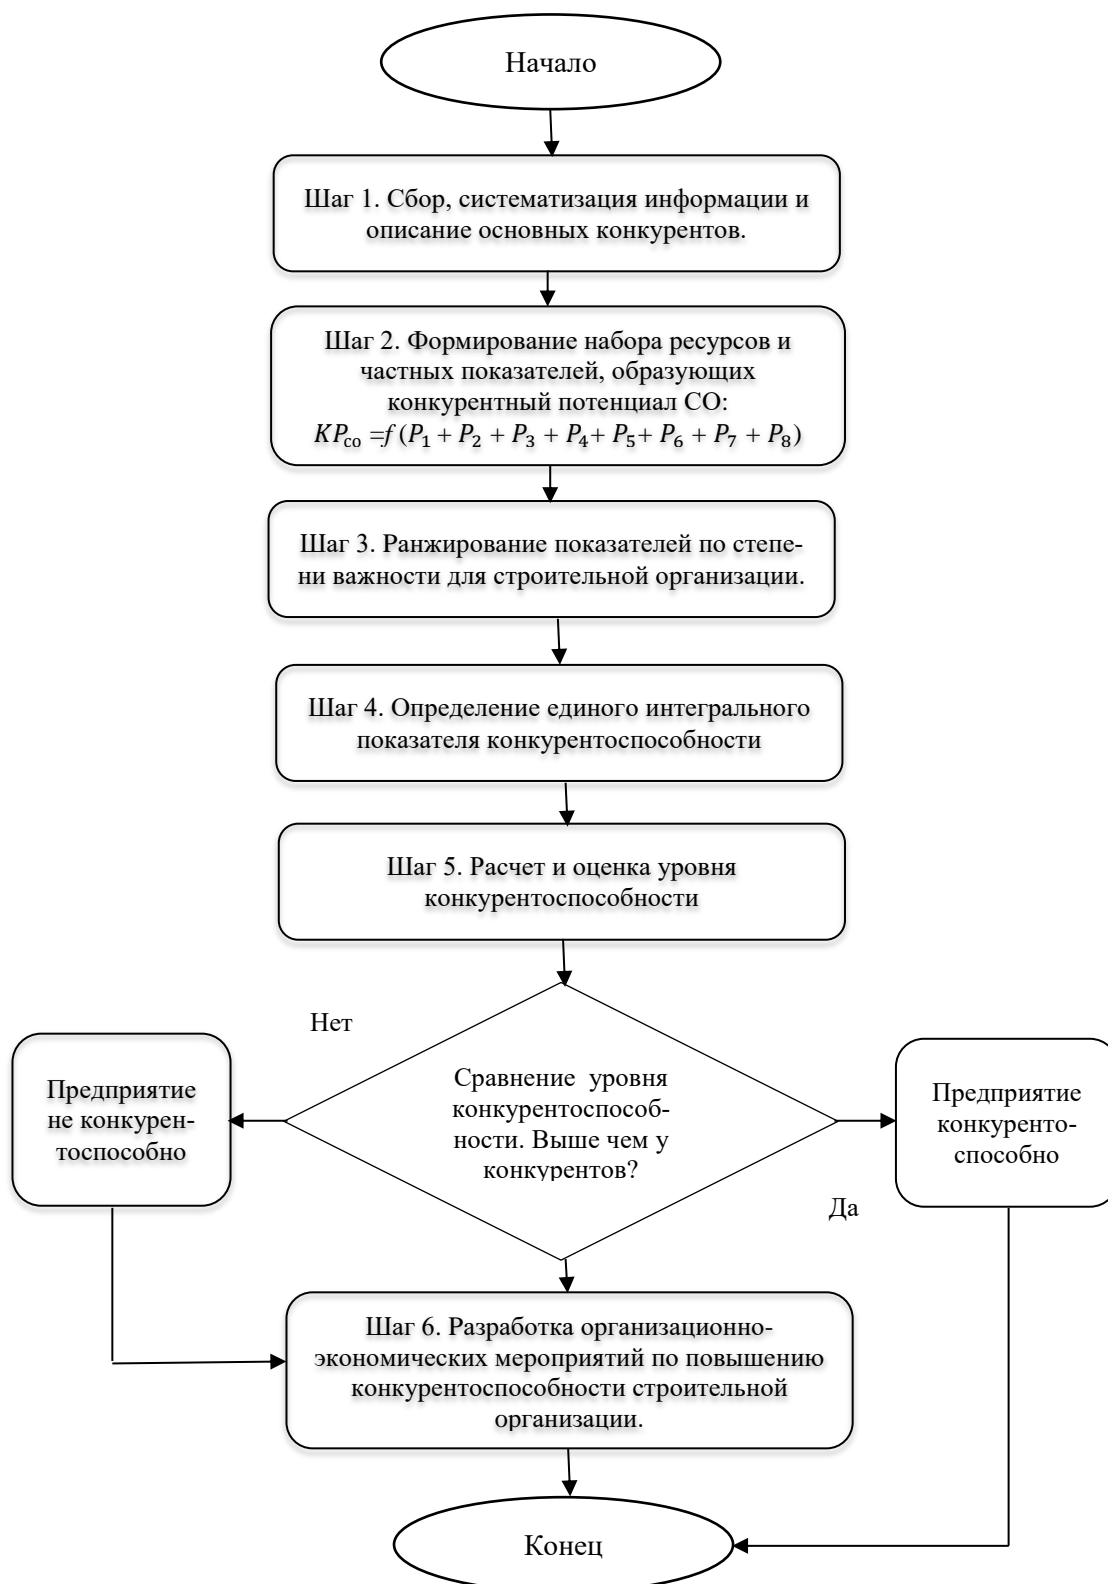 Начало
Шаг 1. Сбор, систематизация информации и
описание основных конкурентов.
Шаг 2. Формирование набора ресурсов и
частных показателей, образующих
конкурентный потенциал СО:
KP₍со₎ =f (P₁ + P₂ + P₃ + P₄+ P₅+ P₆ + P₇ + P₈)
Шаг 3. Ранжирование показателей по степе-
ни важности для строительной организации.
Шаг 4. Определение единого интегрального
показателя конкурентоспособности
Шаг 5. Расчет и оценка уровня
конкурентоспособности
Нет
Сравнение уровня
конкурентоспособ-
ности. Выше чем у
конкурентов?
Предприятие
не конкурен-
тоспособно
Предприятие
конкуренто-
способно
Да
Шаг 6. Разработка организационно-
экономических мероприятий по повышению
конкурентоспособности строительной
организации.
Конец